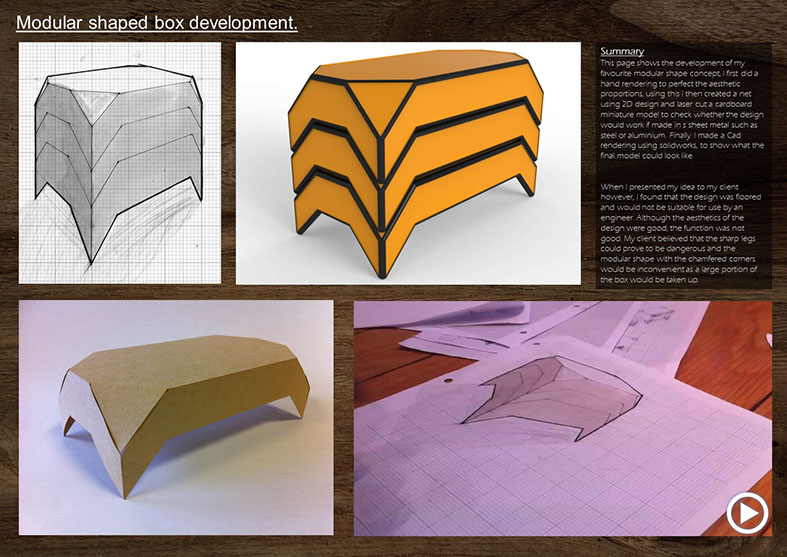 Modular shaped box development.
Summary
This page shows the development of my
favourite modular shape concept, I first did a
hand rendering to perfect the aesthetic
proportions, using this I then created a net
using 2D design and laser cut a cardboard
miniature model to check whether the design
would work if made in s sheet metal such as
steel or aluminium. Finally I made a Cad
rendering using solidworks, to show what the
final model could look like.
When I presented my idea to my client
however, I found that the design was floored
and would not be suitable for use by an
engineer. Although the aesthetics of the
design were good, the function was not
good. My client believed that the sharp legs
could prove to be dangerous and the
modular shape with the chamfered corners
would be inconvenient as a large portion of
the box would be taken up.